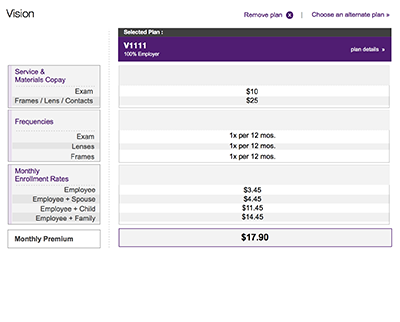 Vision
Remove plan x | Choose an alternate plan »
Selected Plan :
V1111
100% Employer
plan details »
Service &
Materials Copay
Exam $10
Frames / Lens / Contacts $25
Frequencies
Exam 1x per 12 mos.
Lenses 1x per 12 mos.
Frames 1x per 12 mos.
Monthly
Enrollment Rates
Employee $3.45
Employee + Spouse $4.45
Employee + Child $11.45
Employee + Family $14.45
Monthly Premium $17.90